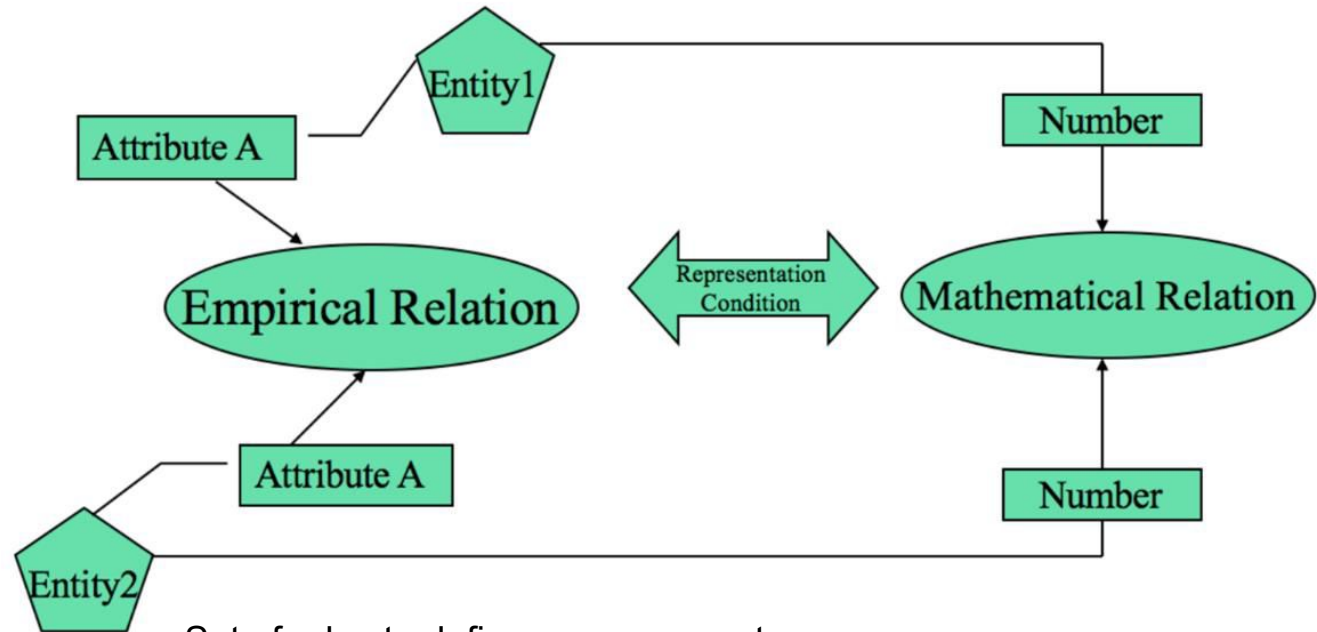 Entity1
Number
Attribute A
Representation
Condition
Empirical Relation
Mathematical Relation
Attribute A
Number
Entity2